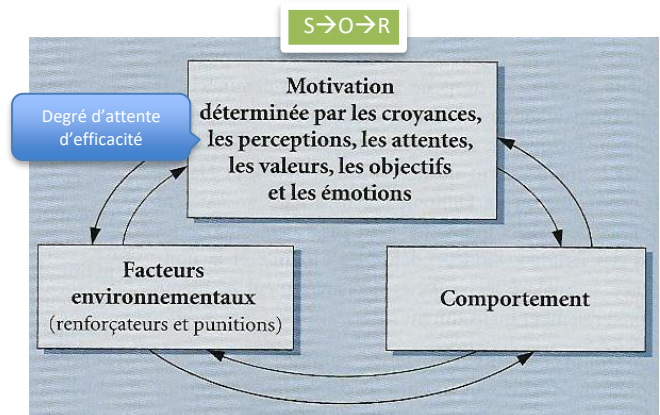 S→O→R
Motivation
déterminée par les croyances,
les perceptions, les attentes,
les valeurs, les objectifs
et les émotions
Degré d'attente
d'efficacité
Facteurs
environnementaux
(renforçateurs et punitions)
Comportement